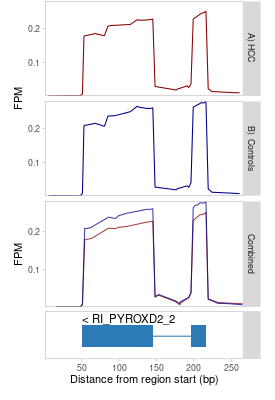 0.2
0.1
A) HCC
FPM
0.2
0.1
B) Controls
0.2
0.1
Combined
FPM
< RI_PYROXD2_2
50 100 150 200 250
Distance from region start (bp)